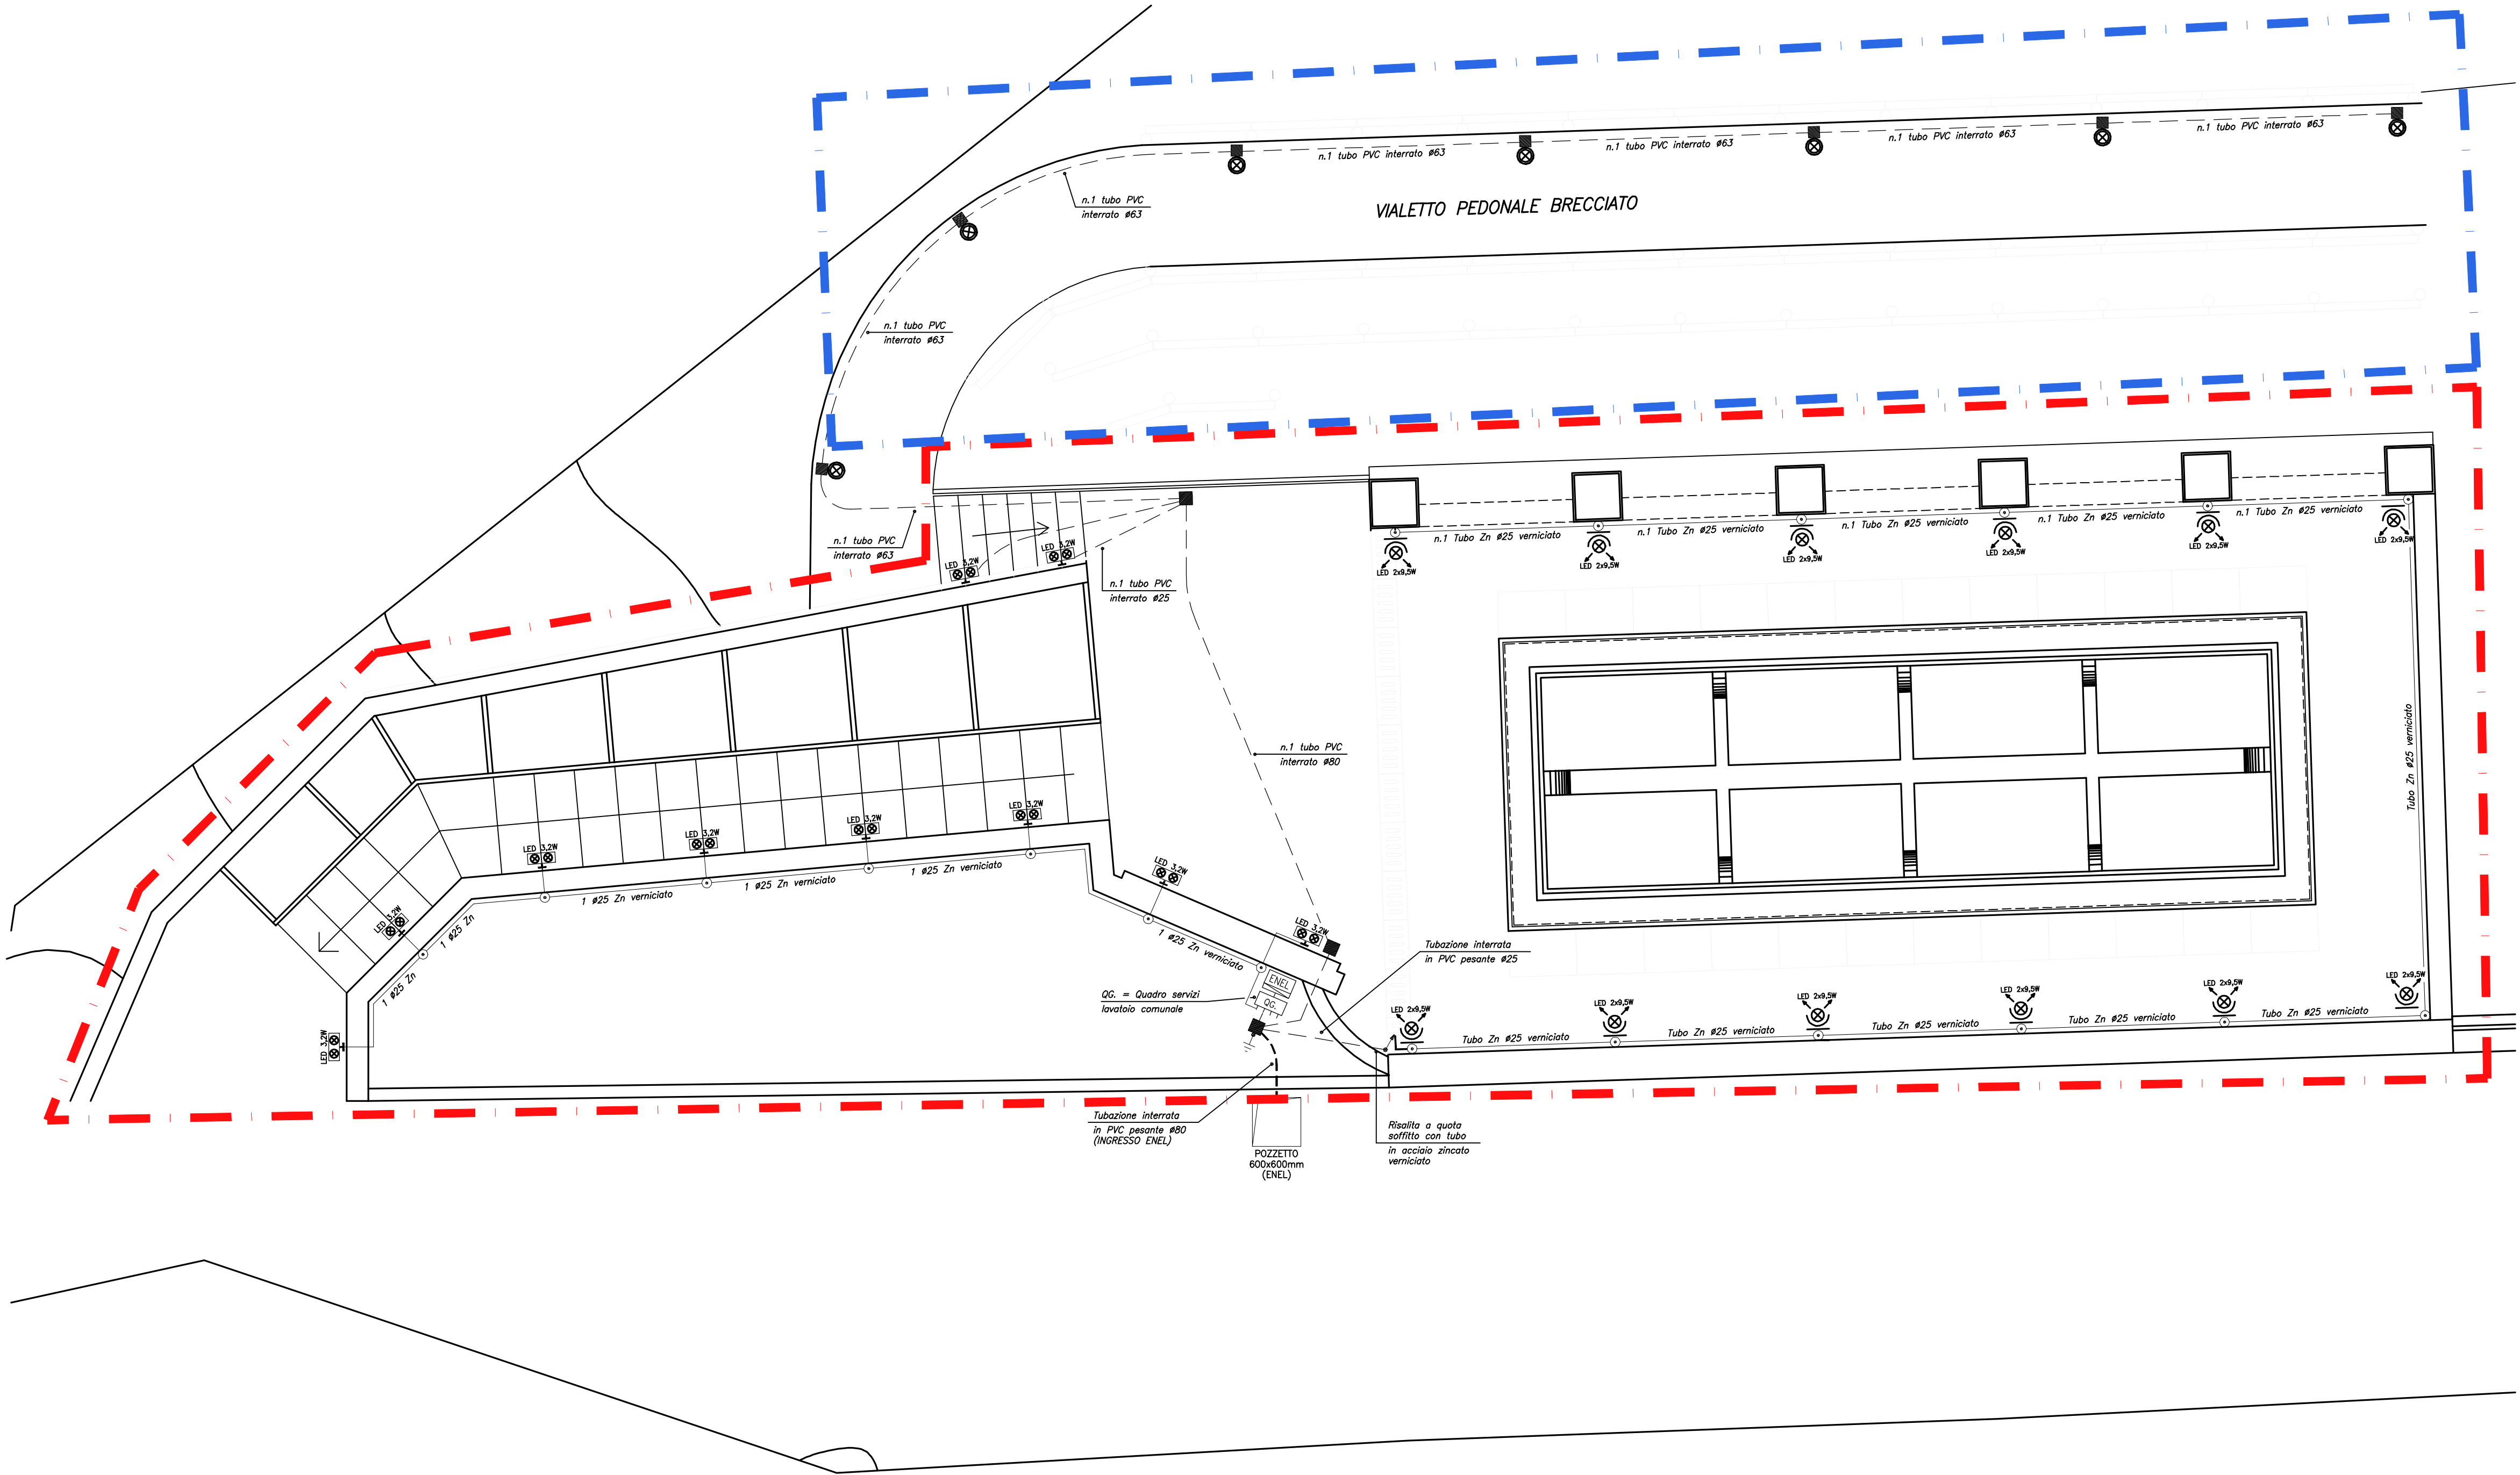 n.1 tubo PVC interrato ø63
n.1 tubo PVC interrato ø63
n.1 tubo PVC interrato ø63
n.1 tubo PVC interrato ø63
n.1 tubo PVC
interrato ø63
VIALETTO PEDONALE BRECCIATO
n.1 tubo PVC
interrato ø63
n.1 tubo PVC
interrato ø63
LED 3,2W
LED 3,2W
n.1 tubo PVC
interrato ø25
n.1 Tubo Zn ø25 verniciato
n.1 Tubo Zn ø25 verniciato
n.1 Tubo Zn ø25 verniciato
n.1 Tubo Zn ø25 verniciato
n.1 Tubo Zn ø25 verniciato
LED 2x9,5W
LED 2x9,5W
LED 2x9,5W
LED 2x9,5W
LED 2x9,5W
LED 2x9,5W
Tubo Zn ø25 verniciato
n.1 tubo PVC
interrato ø80
LED 3,2W
LED 3,2W
LED 3,2W
LED 3,2W
1 ø25 Zn verniciato
1 ø25 Zn verniciato
1 ø25 Zn verniciato
LED 3,2W
1 ø25 Zn
1 ø25 Zn
LED 3,2W
LED 3,2W
LED 3,2W
1 ø25 Zn verniciato
ENEL
QG.
QG. = Quadro servizi
lavatoio comunale
Tubazione interrata
in PVC pesante ø25
LED 2x9,5W
LED 2x9,5W
LED 2x9,5W
LED 2x9,5W
LED 2x9,5W
LED 2x9,5W
Tubo Zn ø25 verniciato
Tubo Zn ø25 verniciato
Tubo Zn ø25 verniciato
Tubo Zn ø25 verniciato
Tubo Zn ø25 verniciato
Tubazione interrata
in PVC pesante ø80
(INGRESSO ENEL)
POZZETTO
600x600mm
(ENEL)
Risalita a quota
soffitto con tubo
in acciaio zincato
verniciato